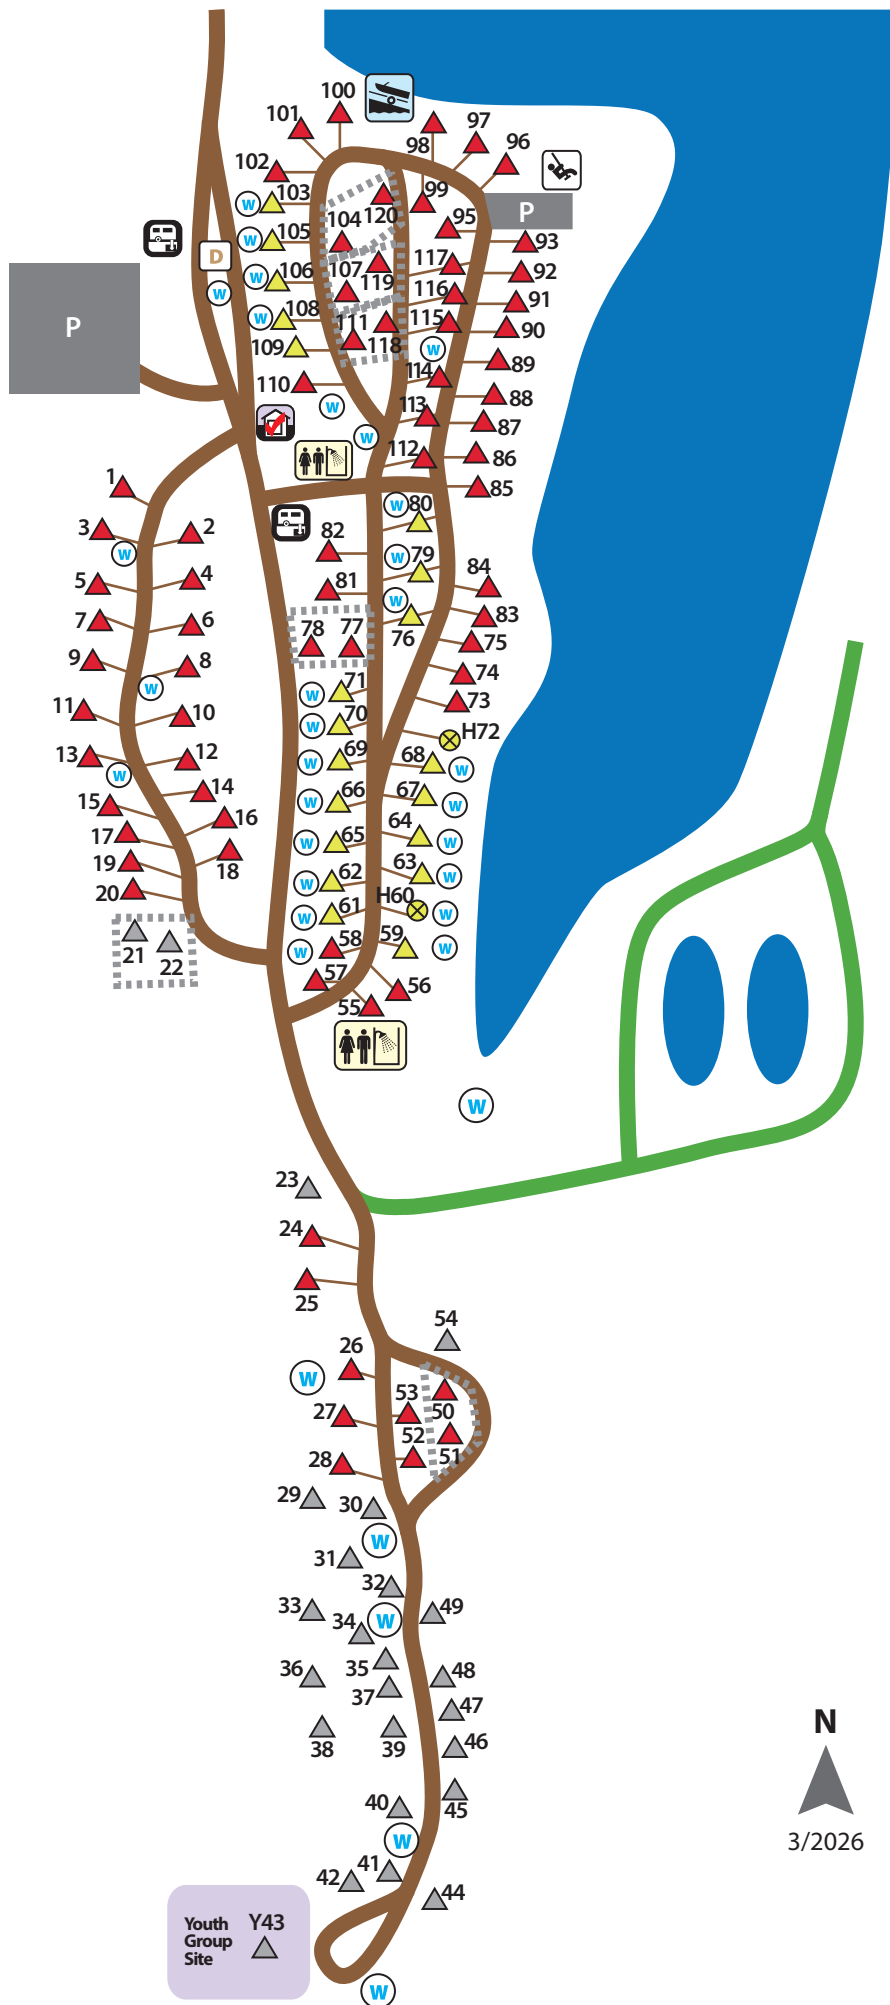 100
101
97
98
96
102
103
W
99
120
104
95
P
105
W
93
D
117
107
106
W
92
119
W
116
91
P
108
W
111
115
90
118
109
W
89
114
110
88
W
113
87
W
112
86
1
85
W
80
3
2
82
W
W
79
84
5
4
81
W
7
6
78
77
76
83
75
9
8
74
W
71
W
73
11
10
70
W
H72
13
12
69
W
68
W
W
14
67
W
15
66
W
16
64
W
17
65
W
18
63
W
19
62
W
20
H60
W
61
W
21
22
58
59
W
W
57
56
55
W
23
24
25
54
26
W
53
50
27
52
51
28
29
30
W
31
32
33
34
W
49
35
36
37
48
47
38
39
46
N
40
45
3/2026
W
41
42
44
Youth
Group
Site
Y43
W